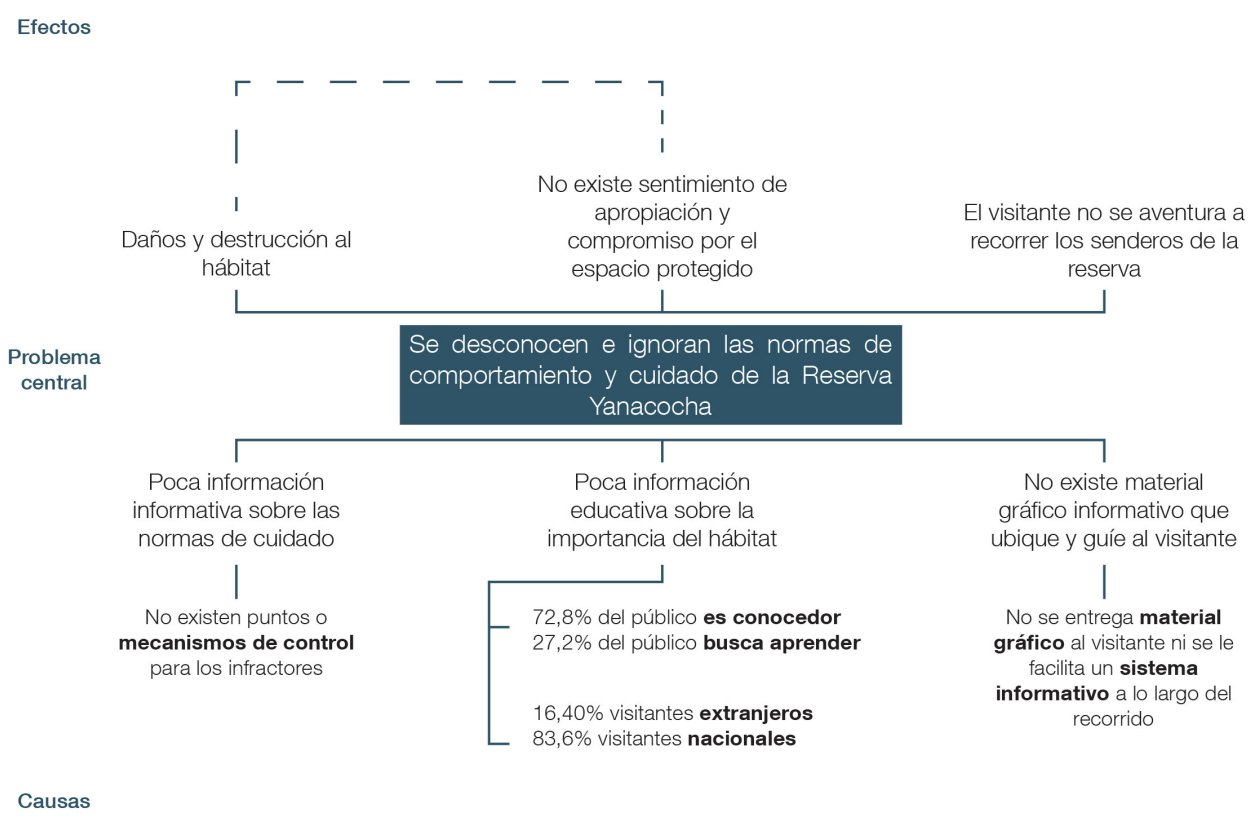 Efectos
Daños y destrucción al
hábitat
No existe sentimiento de
apropiación y
compromiso por el
espacio protegido
El visitante no se aventura a
recorrer los senderos de la
reserva
Problema
central
Se desconocen e ignoran las normas de
comportamiento y cuidado de la Reserva
Yanacocha
Poca información
informativa sobre las
normas de cuidado
Poca información
educativa sobre la
importancia del hábitat
No existe material
gráfico informativo que
ubique y guíe al visitante
No existen puntos o
mecanismos de control
para los infractores
72,8% del público es conocedor
27,2% del público busca aprender
16,40% visitantes extranjeros
83,6% visitantes nacionales
No se entrega material
gráfico al visitante ni se le
facilita un sistema
informativo a lo largo del
recorrido
Causas